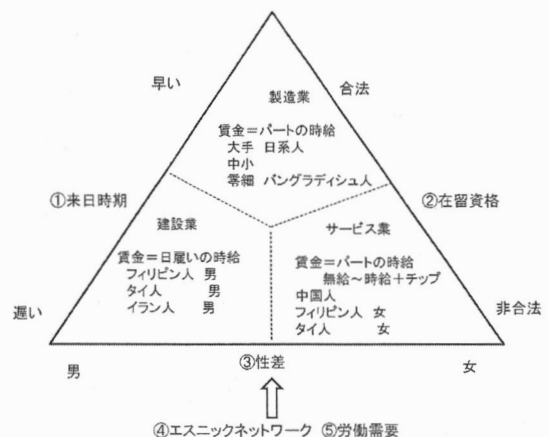 早い
合法
製造業
賃金＝パートの時給
大手 日系人
中小
零細 バングラディシュ人
①来日時期
②在留資格
建設業
賃金＝日雇いの時給
フィリピン人 男
タイ人 男
イラン人 男
サービス業
賃金＝パートの時給
無給～時給＋チップ
中国人
フィリピン人 女
タイ人 女
遅い
非合法
男
③性差
女
④エスニックネットワーク ⑤労働需要